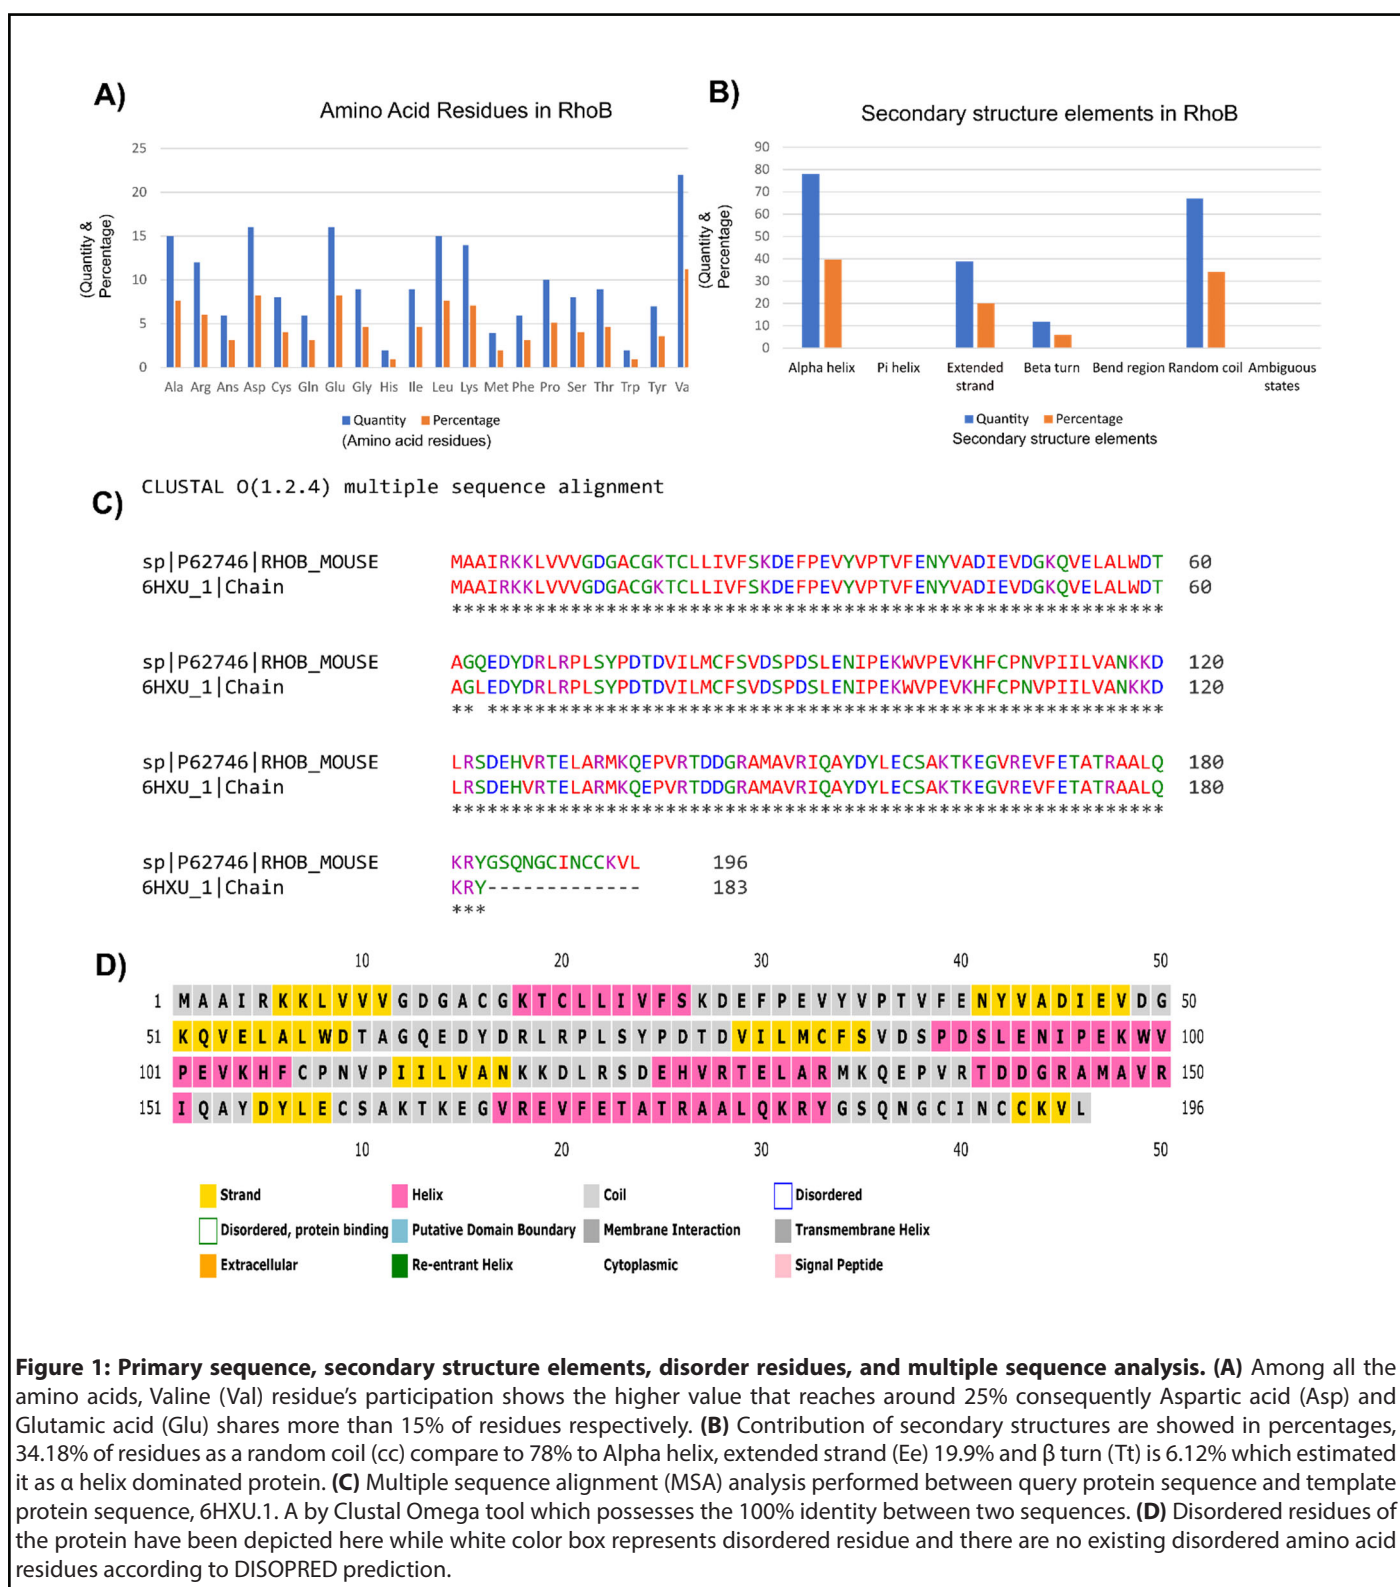 A)
Amino Acid Residues in RhoB
25
20
15
10
5
0
(Quantity &
Percentage)
Ala Arg Ans Asp Cys Gln Glu Gly His Ile Leu Lys Met Phe Pro Ser Thr Trp Tyr Va
Quantity Percentage
(Amino acid residues)
B)
Secondary structure elements in RhoB
90
80
70
60
50
40
30
20
10
0
(Quantity &
Percentage)
Alpha helix Pi helix Extended strand Beta turn Bend region Random coil Ambiguous states
Quantity Percentage
Secondary structure elements
C)
CLUSTAL O(1.2.4) multiple sequence alignment
sp|P62746|RHOB_MOUSE MAAIRKKLVVVGDGACGKTCLLIVFSKDEFPEVYVPTVFENYVADIEVDGKQVELALWDT 60
6HXU_1|Chain MAAIRKKLVVVGDGACGKTCLLIVFSKDEFPEVYVPTVFENYVADIEVDGKQVELALWDT 60
************************************************************
sp|P62746|RHOB_MOUSE AGQEDYDRLRPLSYPDTDVILMCFSVDSPDSLENIPEKWVPEVKHFCPNVPIILVANKKD 120
6HXU_1|Chain AGLEDYDRLRPLSYPDTDVILMCFSVDSPDSLENIPEKWVPEVKHFCPNVPIILVANKKD 120
** *********************************************************
sp|P62746|RHOB_MOUSE LRSDEHVRTELARMKQEPVRTDDGRAMAVRIQAYDYLECSAKTKEGVREVFETATRAALQ 180
6HXU_1|Chain LRSDEHVRTELARMKQEPVRTDDGRAMAVRIQAYDYLECSAKTKEGVREVFETATRAALQ 180
************************************************************
sp|P62746|RHOB_MOUSE KRYGSQNGCINCCKVL 196
6HXU_1|Chain KRY------------- 183
***
D)
10 20 30 40 50
1 M A A I R K K L V V V G D G A C G K T C L L I V F S K D E F P E V Y V P T V F E N Y V A D I E V D G 50
51 K Q V E L A L W D T A G Q E D Y D R L R P L S Y P D T D V I L M C F S V D S P D S L E N I P E K W V 100
101 P E V K H F C P N V P I I L V A N K K D L R S D E H V R T E L A R M K Q E P V R T D D G R A M A V R 150
151 I Q A Y D Y L E C S A K T K E G V R E V F E T A T R A A L Q K R Y G S Q N G C I N C C K V L 196
10 20 30 40 50
Strand Helix Coil Disordered
Disordered, protein binding Putative Domain Boundary Membrane Interaction Transmembrane Helix
Extracellular Re-entrant Helix Cytoplasmic Signal Peptide
Figure 1: Primary sequence, secondary structure elements, disorder residues, and multiple sequence analysis. (A) Among all the
amino acids, Valine (Val) residue's participation shows the higher value that reaches around 25% consequently Aspartic acid (Asp) and
Glutamic acid (Glu) shares more than 15% of residues respectively. (B) Contribution of secondary structures are showed in percentages,
34.18% of residues as a random coil (cc) compare to 78% to Alpha helix, extended strand (Ee) 19.9% and β turn (Tt) is 6.12% which estimated
it as α helix dominated protein. (C) Multiple sequence alignment (MSA) analysis performed between query protein sequence and template
protein sequence, 6HXU.1. A by Clustal Omega tool which possesses the 100% identity between two sequences. (D) Disordered residues of
the protein have been depicted here while white color box represents disordered residue and there are no existing disordered amino acid
residues according to DISOPRED prediction.